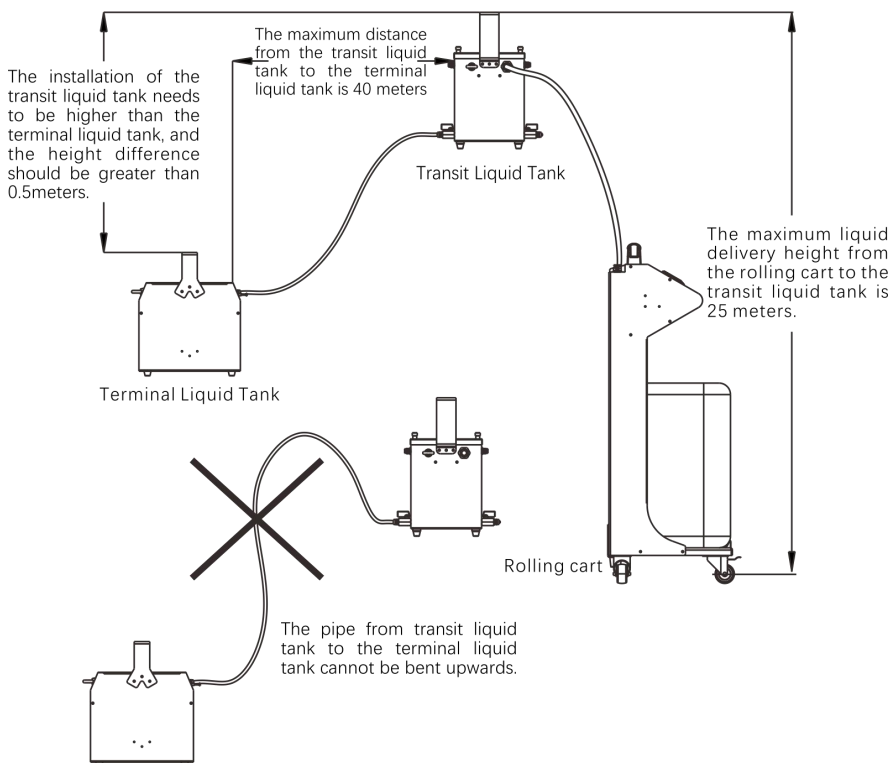 The maximum distance
from the transit liquid
tank to the terminal
liquid tank is 40 meters
The installation of the
transit liquid tank needs
to be higher than the
terminal liquid tank, and
the height difference
should be greater than
0.5meters.
Transit Liquid Tank
The maximum liquid
delivery height from
the rolling cart to the
transit liquid tank is
25 meters.
Terminal Liquid Tank
Rolling cart
The pipe from transit liquid
tank to the terminal liquid
tank cannot be bent upwards.